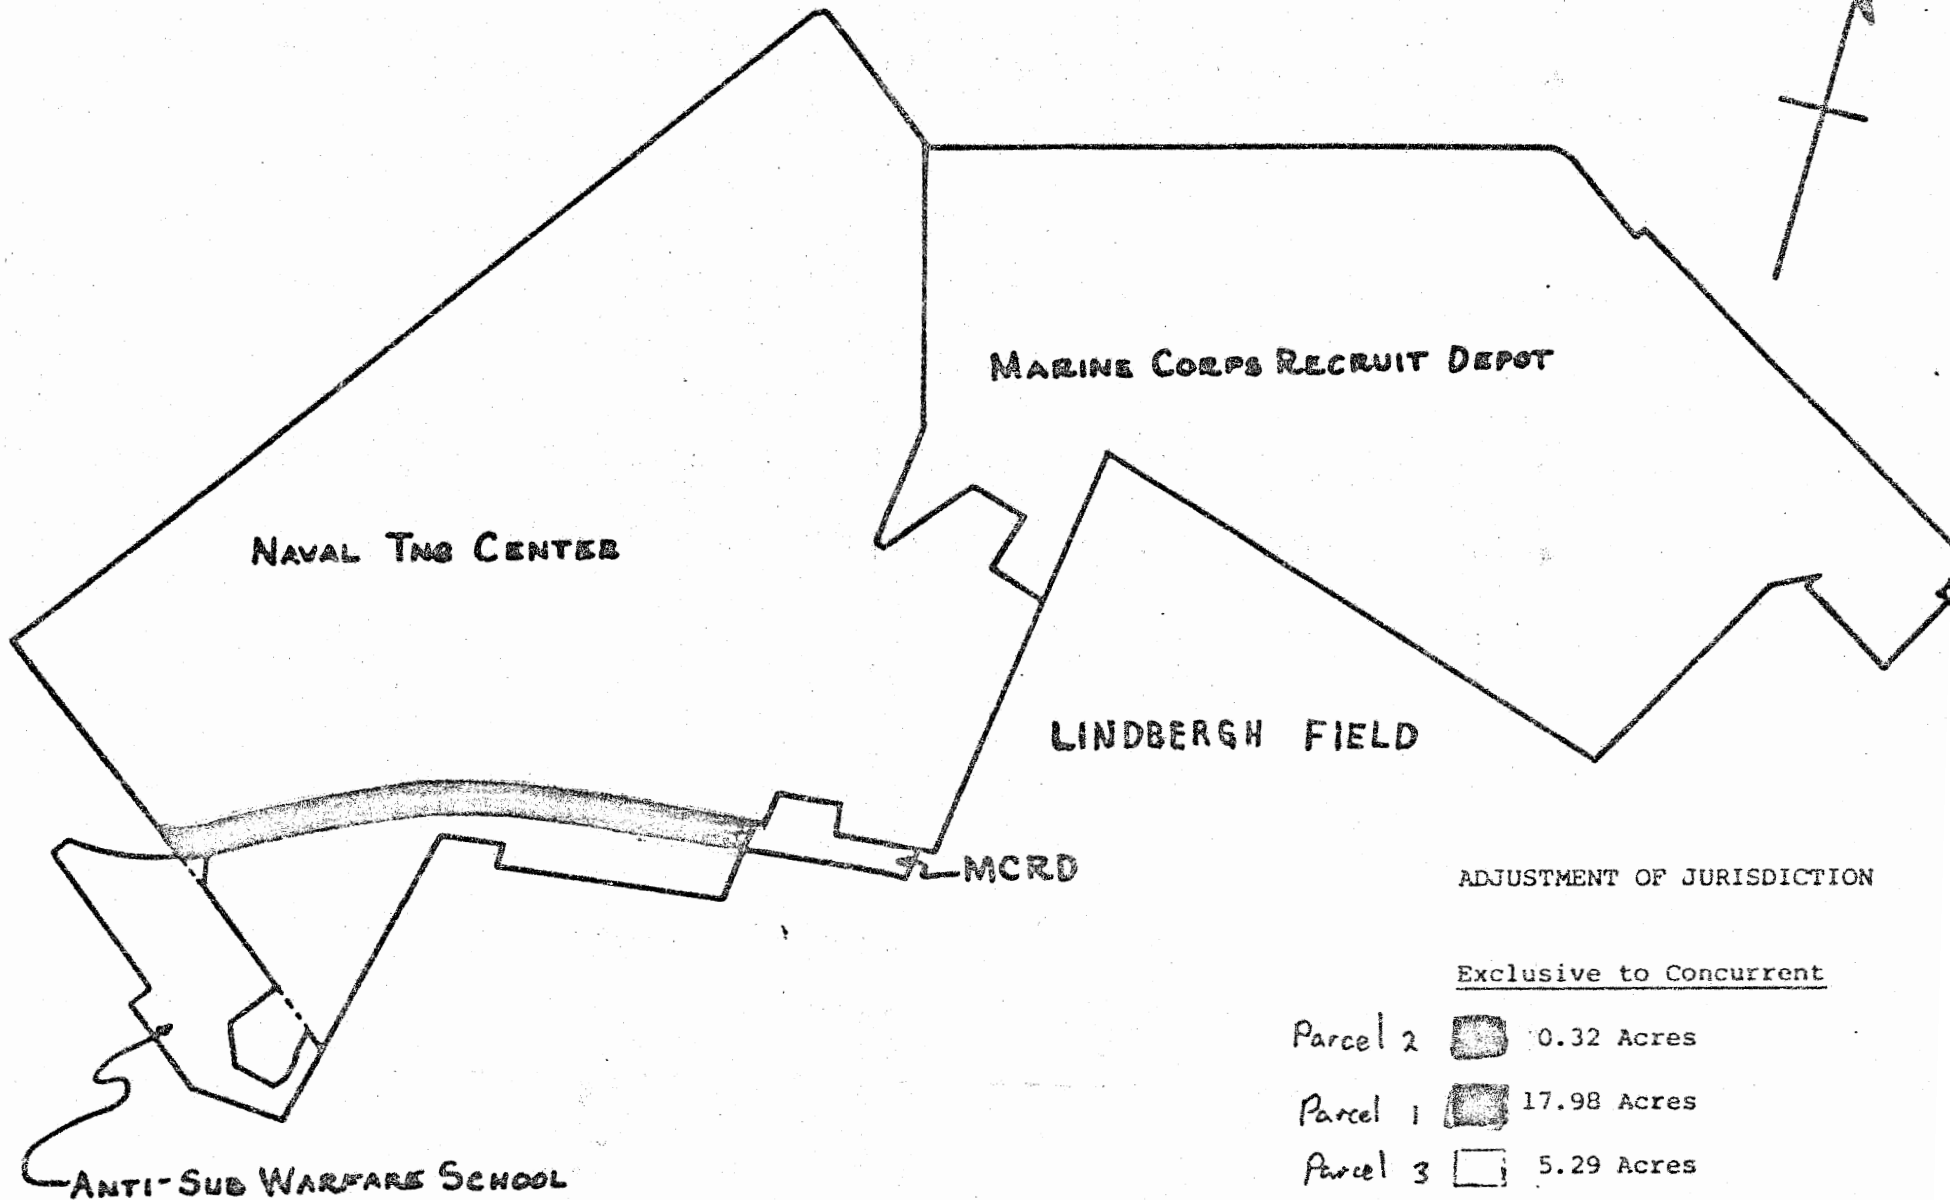 MARINE CORPS RECRUIT DEPOT
NAVAL TNG CENTER
LINDBERGH FIELD
MCRD
ADJUSTMENT OF JURISDICTION
Exclusive to Concurrent
Parcel 2 0.32 Acres
Parcel 1 17.98 Acres
Parcel 3 5.29 Acres
ANTI-SUB WARFARE SCHOOL